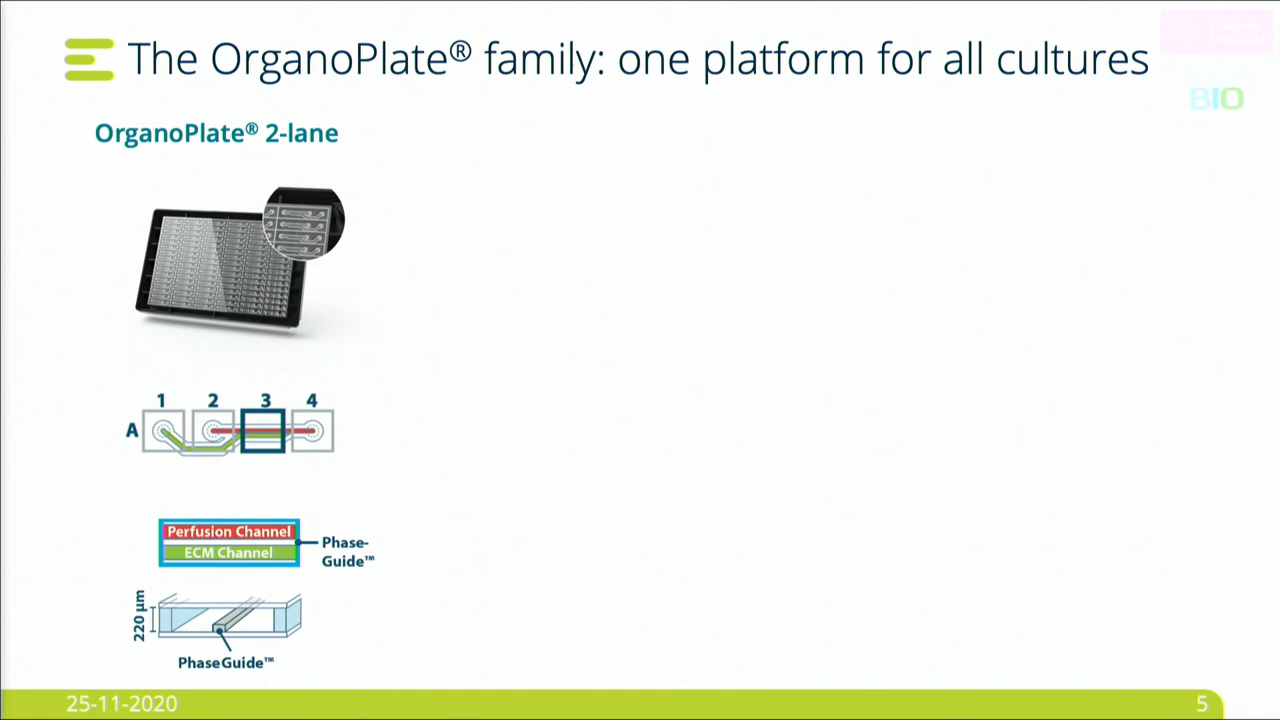 The OrganoPlate® family: one platform for all cultures
BIO
OrganoPlate® 2-lane
1 2 3 4
A
Perfusion Channel
ECM Channel
Phase-
Guide™
220 µm
PhaseGuide™
25-11-2020
5